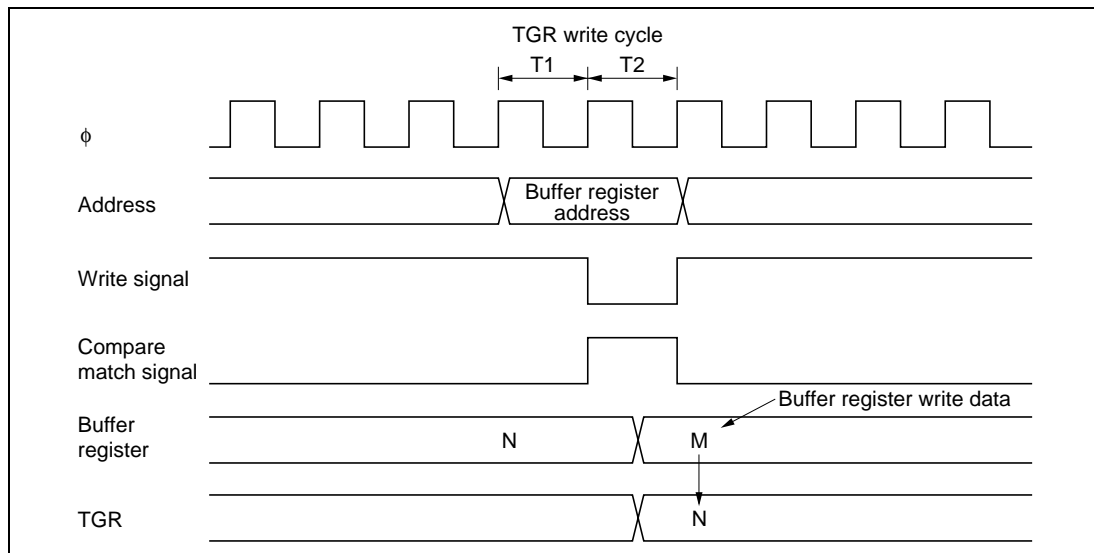 TGR write cycle
T1 T2
ϕ
Address
Buffer register
address
Write signal
Compare
match signal
Buffer register write data
Buffer
register
N M
TGR
N